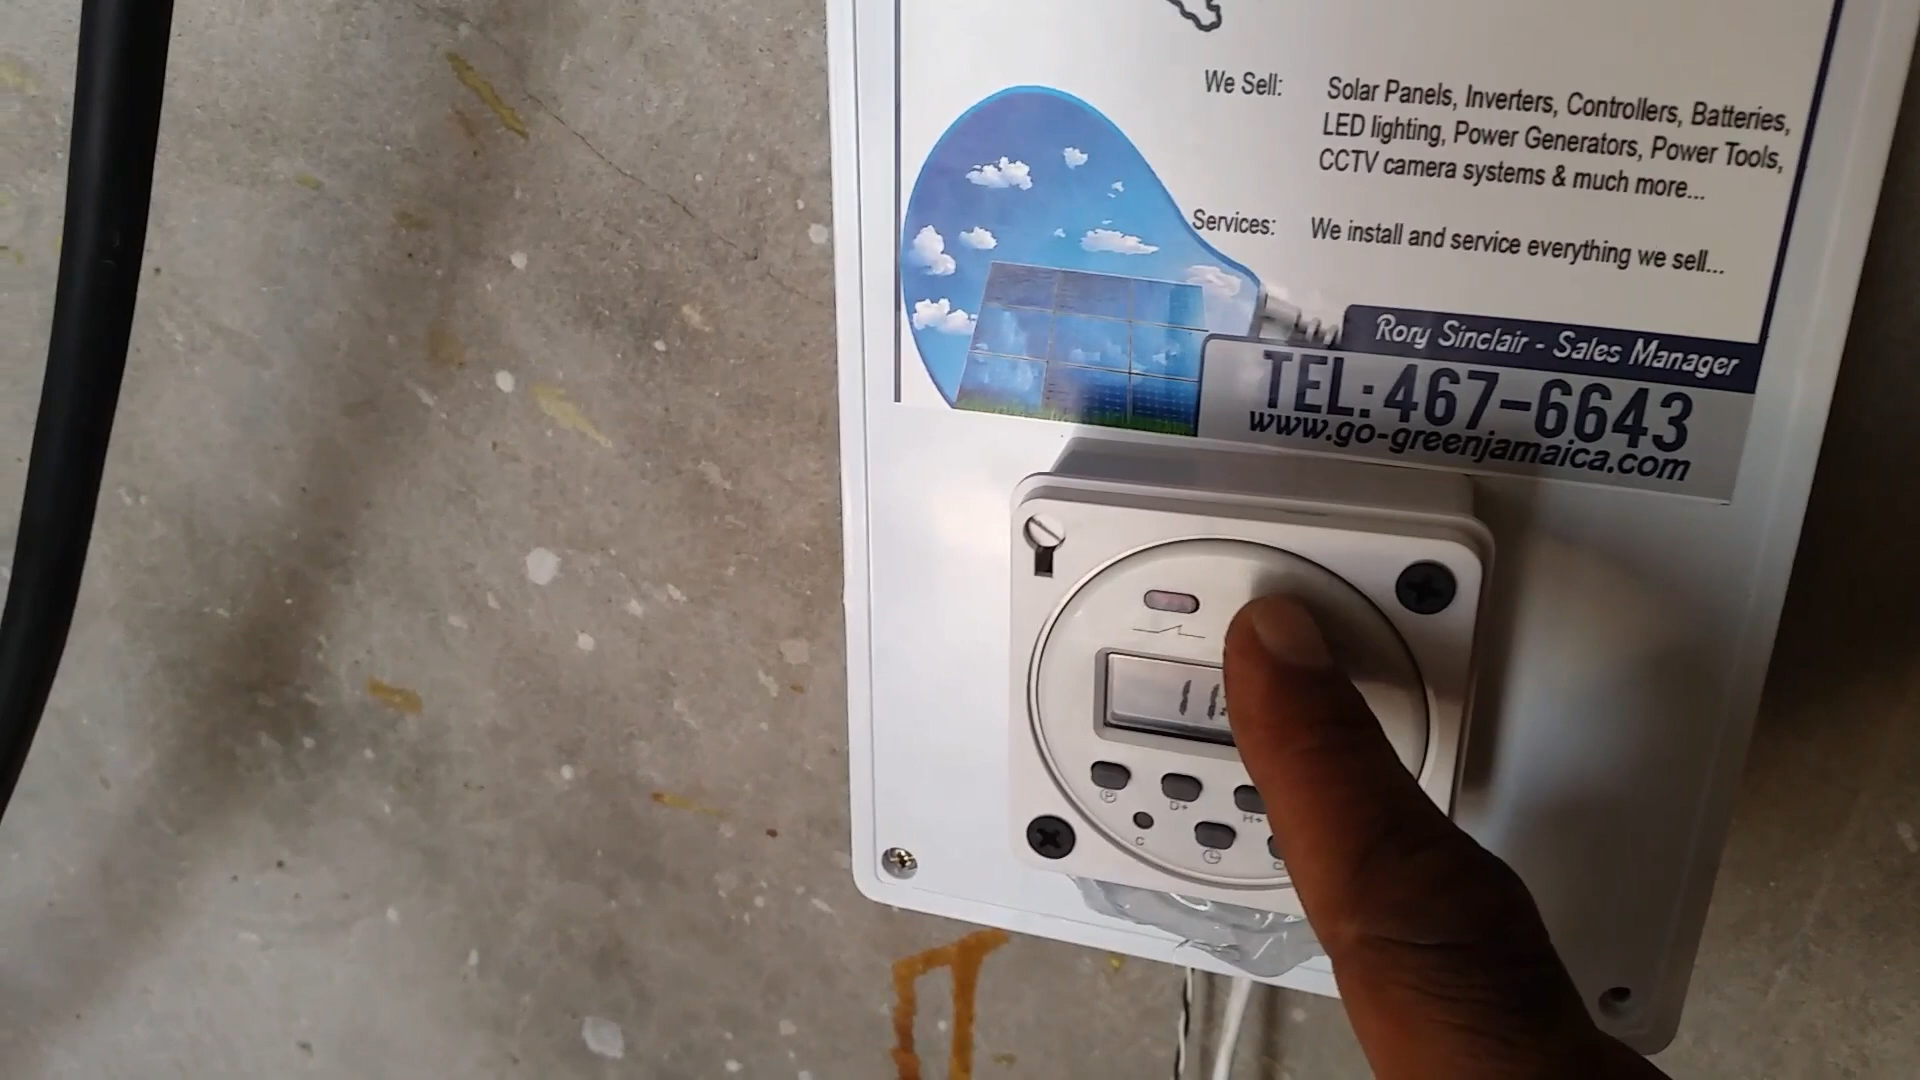 We Sell: Solar Panels, Inverters, Controllers, Batteries,
LED lighting, Power Generators, Power Tools,
CCTV camera systems & much more...
Services: We install and service everything we sell...
Rory Sinclair - Sales Manager
TEL: 467-6643
www.go-greenjamaica.com
P D+ H+
C